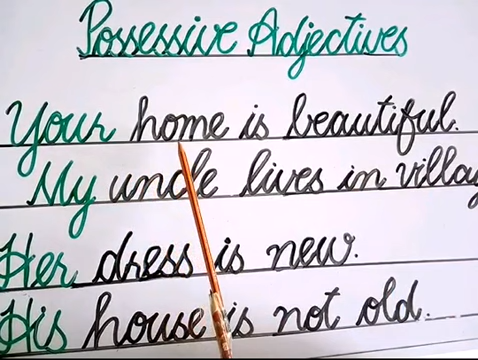 Possessive Adjectives
Your home is beautiful.
My uncle lives in villag
Her dress is new.
His house is not old.